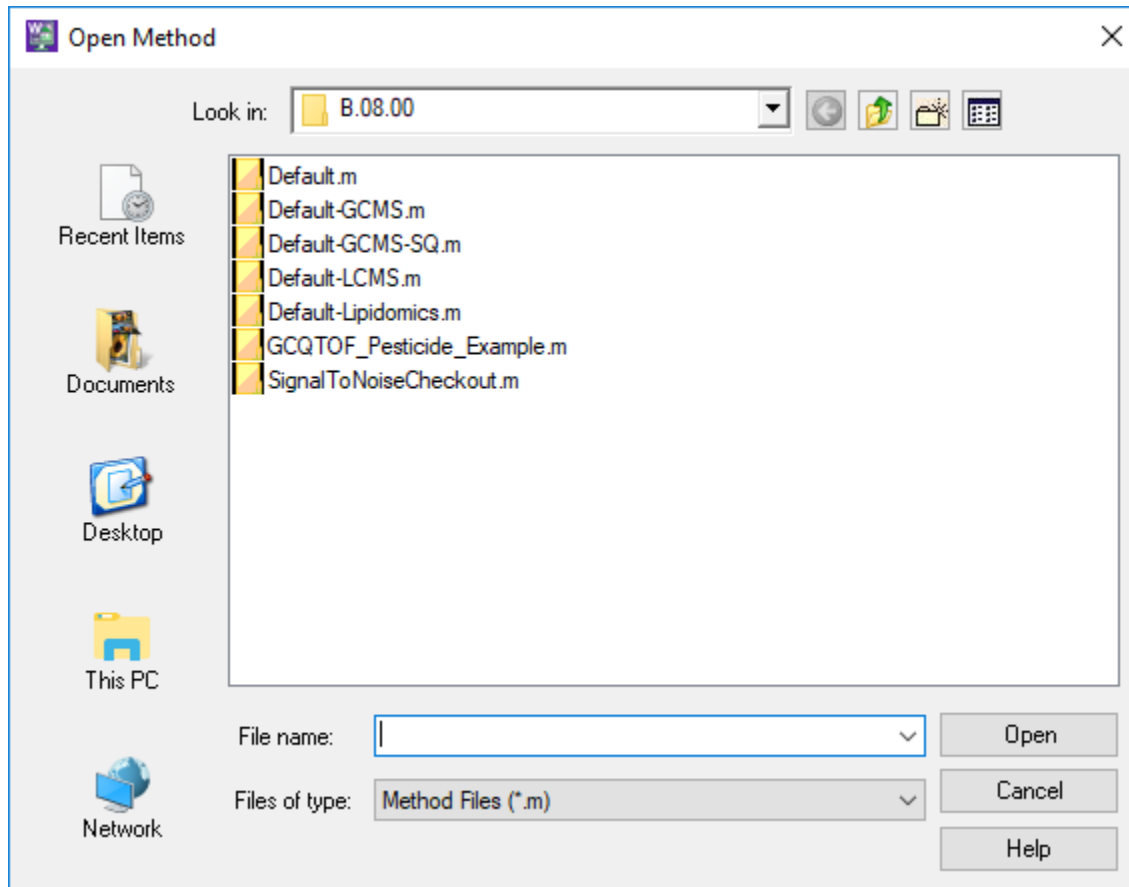 Open Method
Look in:
B.08.00
Default.m
Default-GCMS.m
Default-GCMS-SQ.m
Default-LCMS.m
Default-Lipidomics.m
GCQTOF_Pesticide_Example.m
SignalToNoiseCheckout.m
Recent Items
Documents
Desktop
This PC
Network
File name:
Open
Files of type:
Method Files (*.m)
Cancel
Help